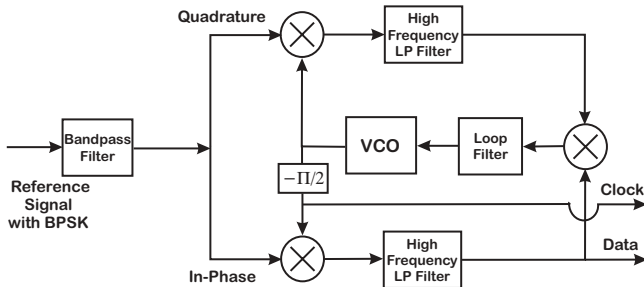 Quadrature
High
Frequency
LP Filter
Bandpass
Filter
VCO
Loop
Filter
−Π/2
Reference
Signal
with BPSK
Clock
High
Frequency
LP Filter
Data
In-Phase